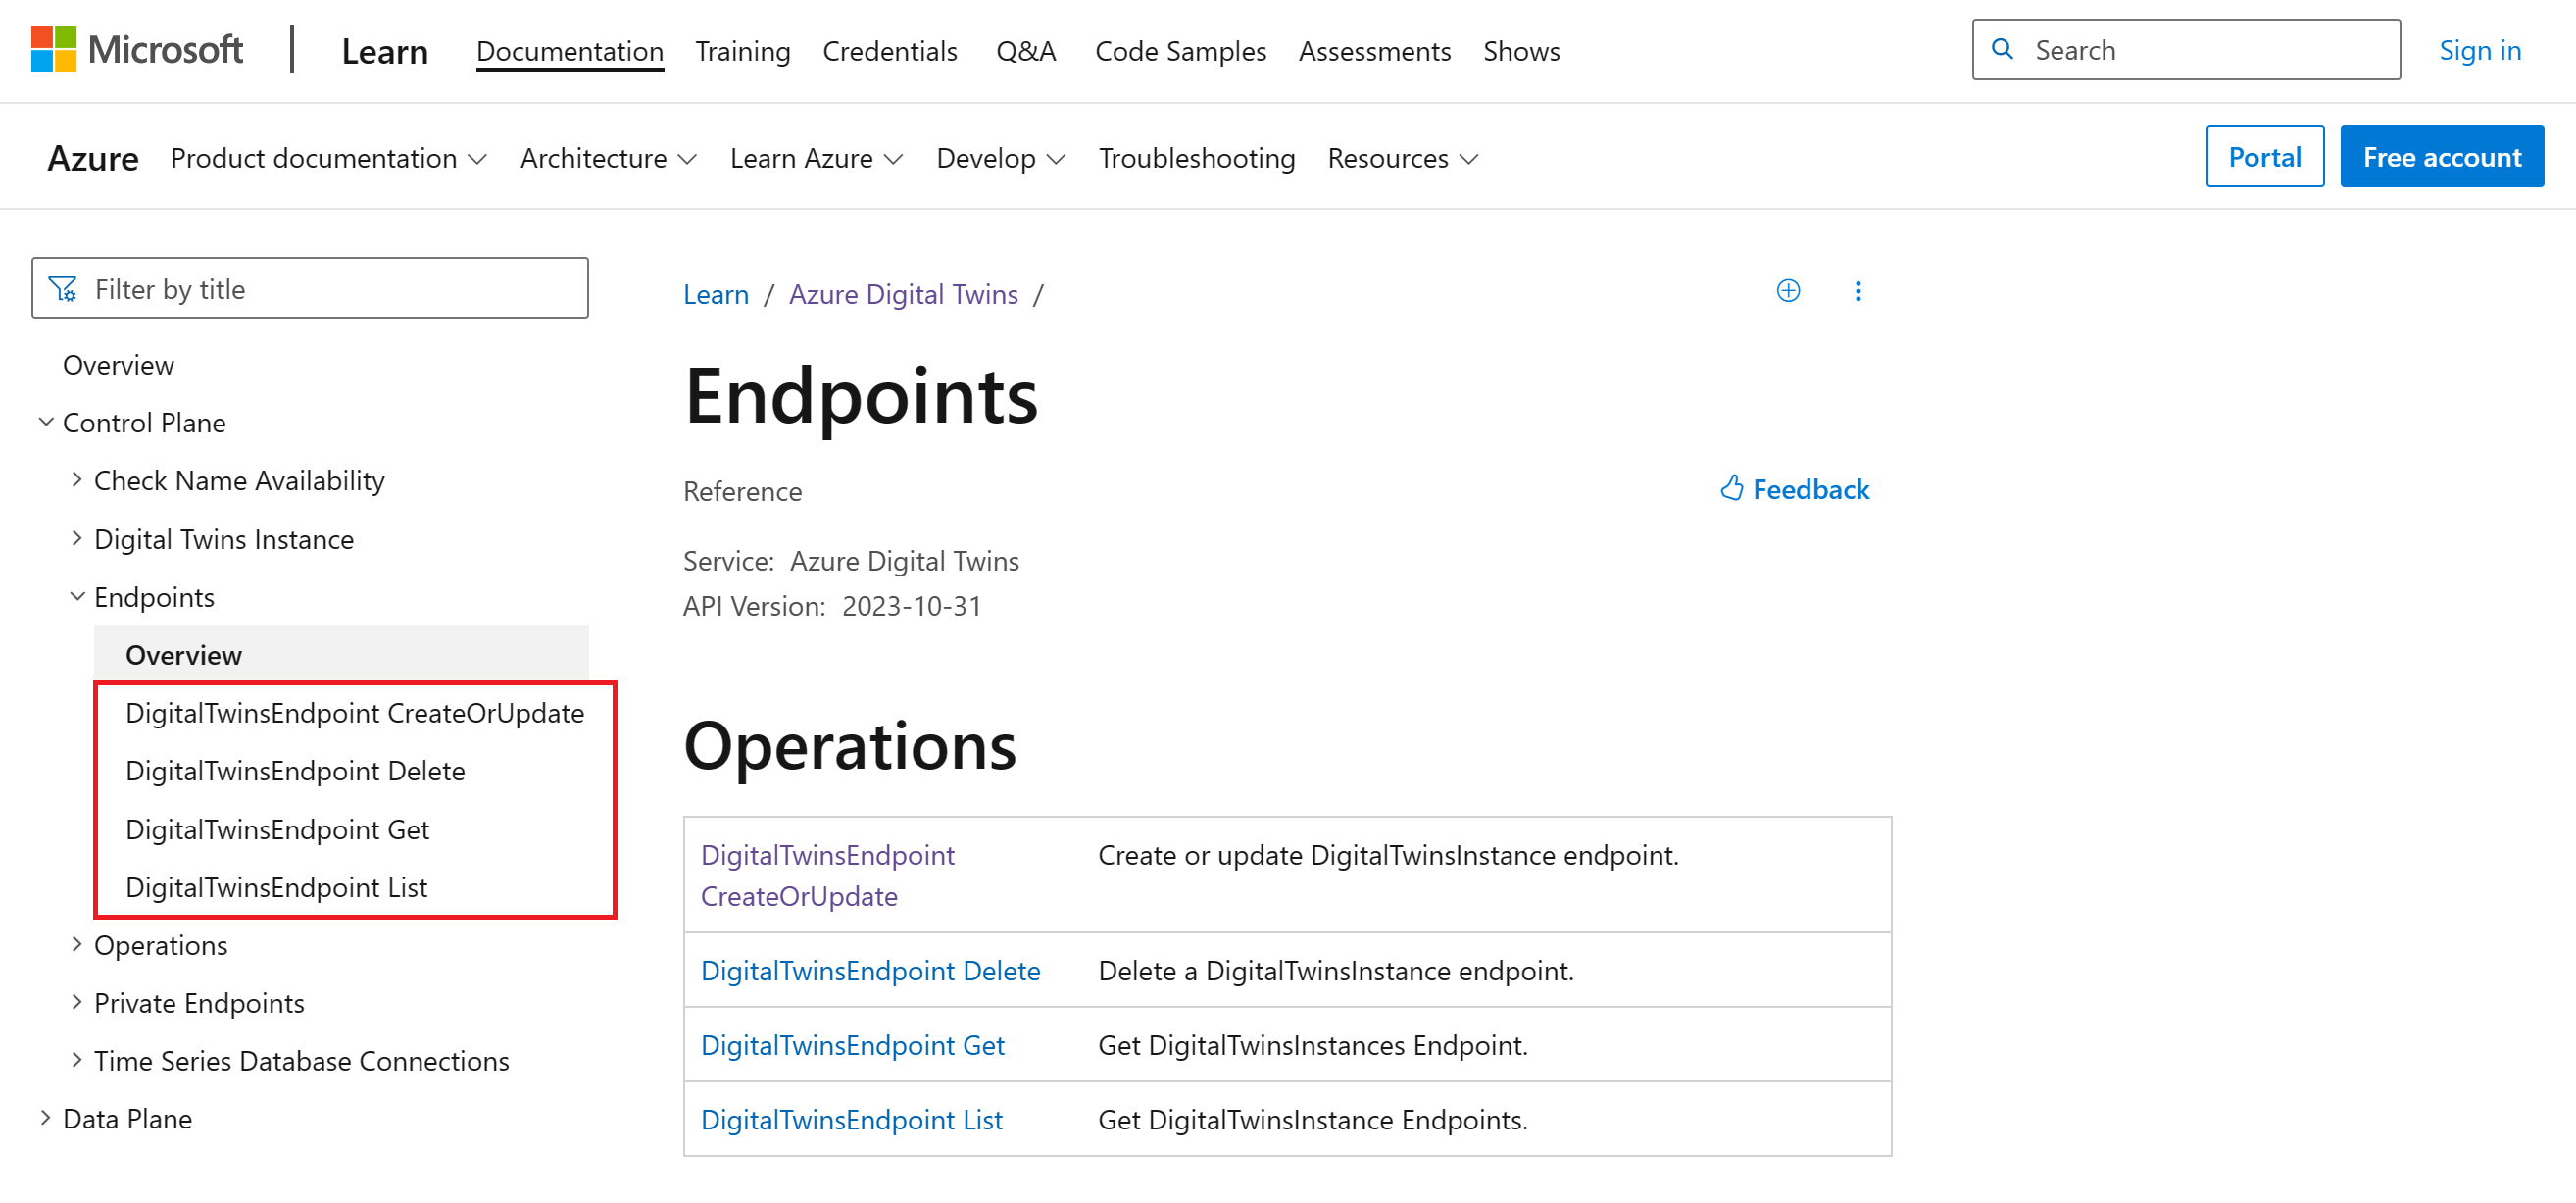 Microsoft
Learn
Documentation
Training
Credentials
Q&A
Code Samples
Assessments
Shows
Search
Sign in
Azure
Product documentation
Architecture
Learn Azure
Develop
Troubleshooting
Resources
Portal
Free account
Filter by title
Overview
Control Plane
Check Name Availability
Digital Twins Instance
Endpoints
Overview
DigitalTwinsEndpoint CreateOrUpdate
DigitalTwinsEndpoint Delete
DigitalTwinsEndpoint Get
DigitalTwinsEndpoint List
Operations
Private Endpoints
Time Series Database Connections
Data Plane
Learn / Azure Digital Twins /
Endpoints
Reference
Feedback
Service: Azure Digital Twins
API Version: 2023-10-31
Operations
DigitalTwinsEndpoint
CreateOrUpdate
Create or update DigitalTwinsInstance endpoint.
DigitalTwinsEndpoint Delete
Delete a DigitalTwinsInstance endpoint.
DigitalTwinsEndpoint Get
Get DigitalTwinsInstances Endpoint.
DigitalTwinsEndpoint List
Get DigitalTwinsInstance Endpoints.